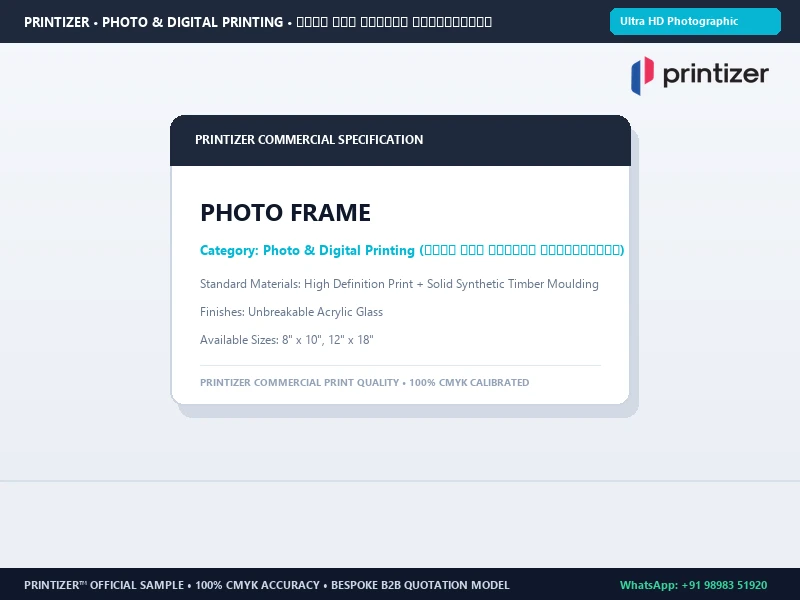 PRINTIZER • PHOTO & DIGITAL PRINTING •
Ultra HD Photographic
printizer
PRINTIZER COMMERCIAL SPECIFICATION
PHOTO FRAME
Category: Photo & Digital Printing
Standard Materials: High Definition Print + Solid Synthetic Timber Moulding
Finishes: Unbreakable Acrylic Glass
Available Sizes: 8" x 10", 12" x 18"
PRINTIZER COMMERCIAL PRINT QUALITY • 100% CMYK CALIBRATED
PRINTIZER™ OFFICIAL SAMPLE • 100% CMYK ACCURACY • BESPOKE B2B QUOTATION MODEL
WhatsApp: +91 98983 51920